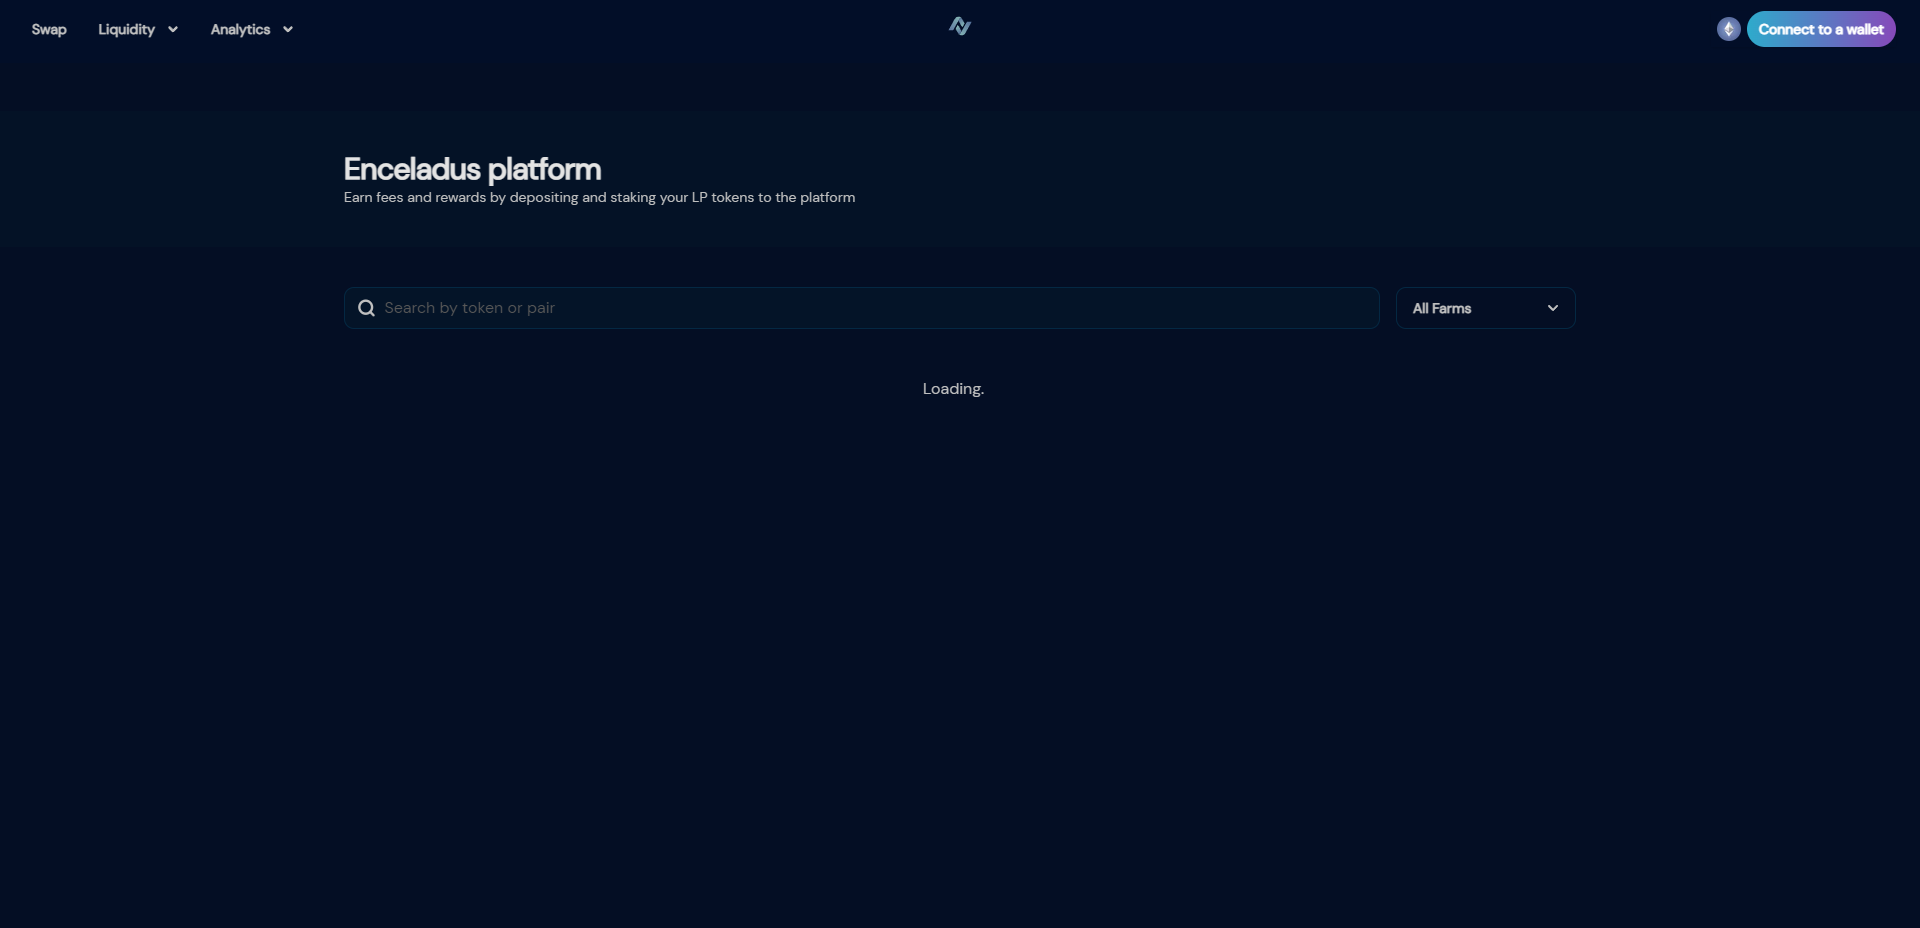 Swap
Liquidity
Analytics
Connect to a wallet
Enceladus platform
Earn fees and rewards by depositing and staking your LP tokens to the platform
Search by token or pair
All Farms
Loading.